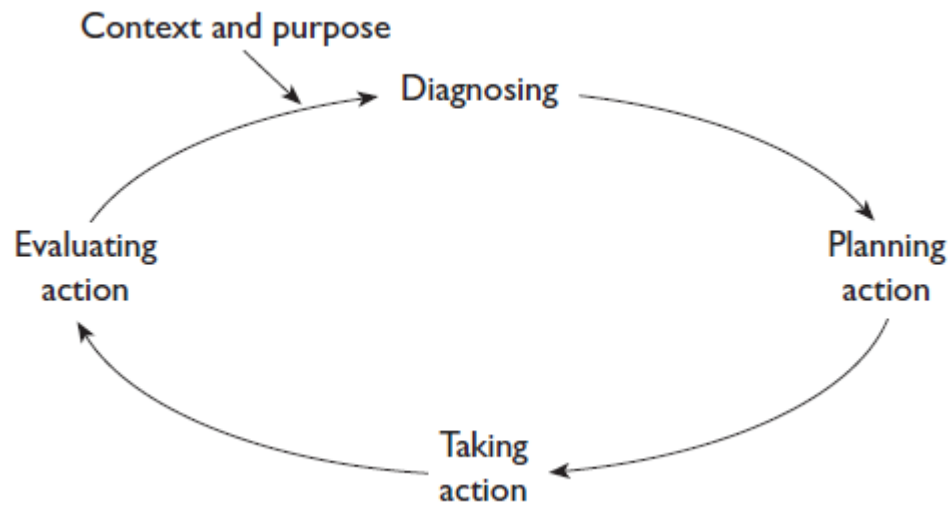 Context and purpose
Diagnosing
Planning
action
Taking
action
Evaluating
action